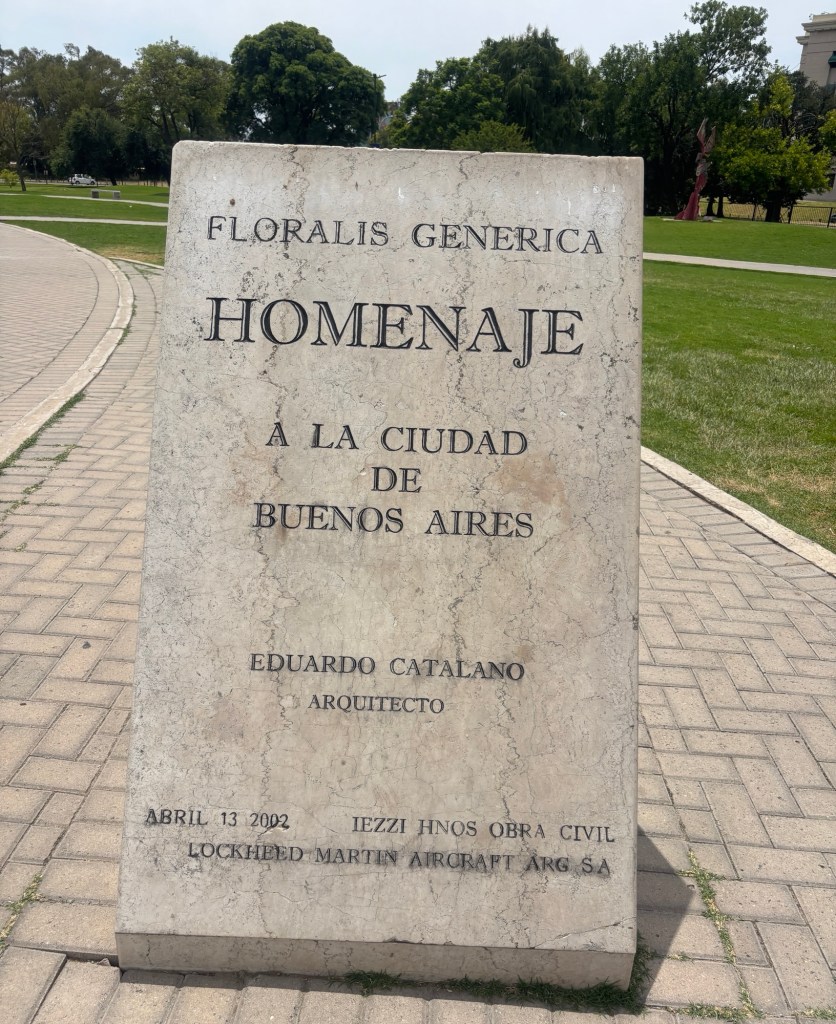 FLORALIS GENERICA
HOMENAJE
A LA CIUDAD
DE
BUENOS AIRES
EDUARDO CATALANO
ARQUITECTO
ABRIL 13 2002 IEZZI HNOS OBRA CIVIL
LOCKHEED MARTIN AIRCRAFT ARG SA